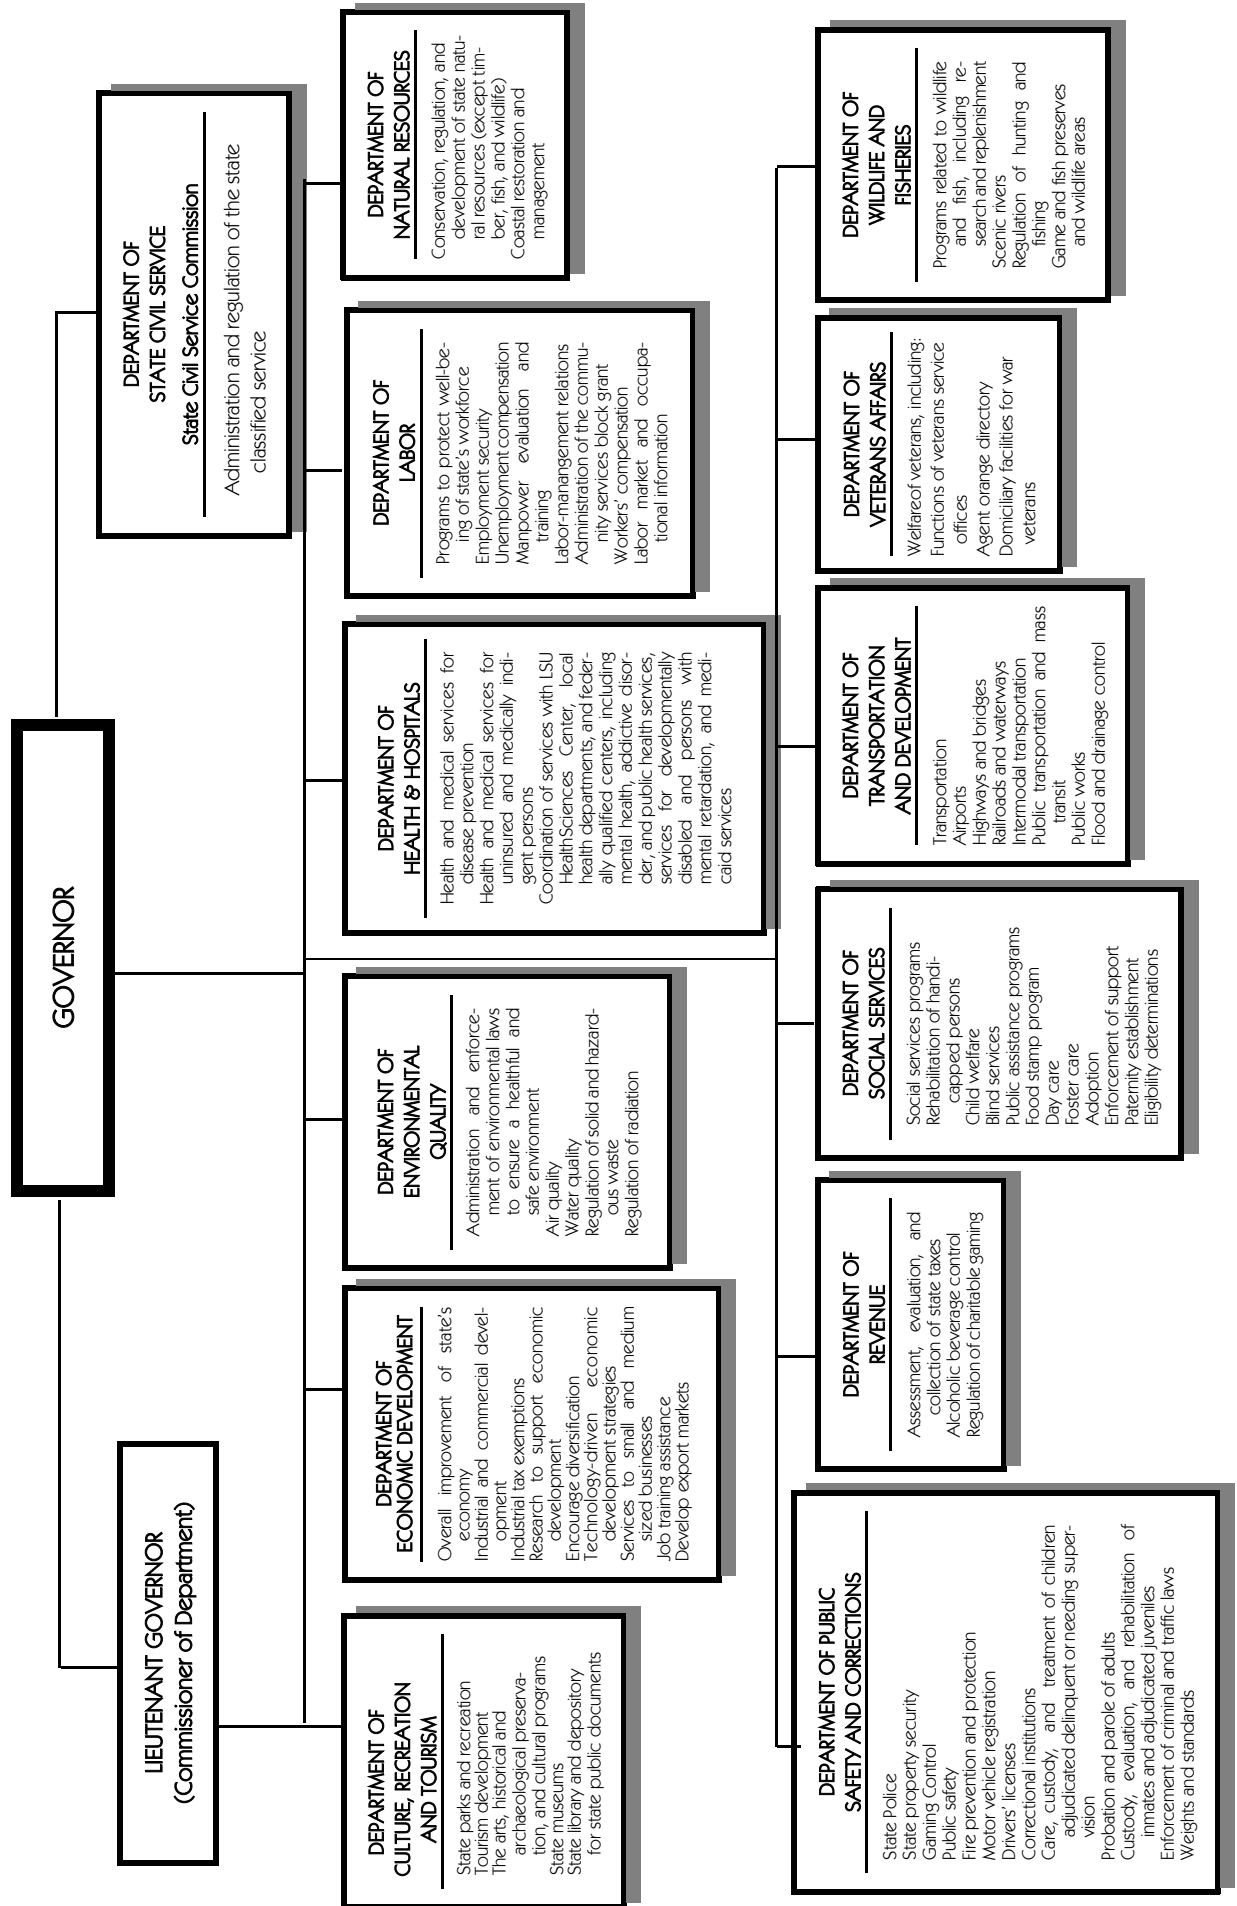 GOVERNOR
LIEUTENANT GOVERNOR
(Commissioner of Department)
DEPARTMENT OF
STATE CIVIL SERVICE
State Civil Service Commission
Administration and regulation of the state
classified service
DEPARTMENT OF
CULTURE, RECREATION
AND TOURISM
State parks and recreation
Tourism development
The arts, historical and
archaeological preserva-
tion, and cultural programs
State museums
State library and depository
for state public documents
DEPARTMENT OF
ECONOMIC DEVELOPMENT
Overall improvement of state's
economy
Industrial and commercial devel-
opment
Industrial tax exemptions
Research to support economic
development
Encourage diversification
Technology-driven economic
development strategies
Services to small and medium
sized businesses
Job training assistance
Develop export markets
DEPARTMENT OF
ENVIRONMENTAL
QUALITY
Administration and enforce-
ment of environmental laws
to ensure a healthful and
safe environment
Air quality
Water quality
Regulation of solid and hazard-
ous waste
Regulation of radiation
DEPARTMENT OF
HEALTH & HOSPITALS
Health and medical services for
disease prevention
Health and medical services for
uninsured and medically indi-
gent persons
Coordination of services with LSU
Health Sciences Center, local
health departments, and feder-
ally qualified centers, including
mental health, addictive disor-
der, and public health services,
services for developmentally
disabled and persons with
mental retardation, and medi-
caid services
DEPARTMENT OF
LABOR
Programs to protect well-be-
ing of state's workforce
Employment security
Unemployment compensation
Manpower evaluation and
training
Labor-manangement relations
Administration of the commu-
nity services block grant
Workers' compensation
Labor market and occupa-
tional information
DEPARTMENT OF
NATURAL RESOURCES
Conservation, regulation, and
development of state natu-
ral resources (except tim-
ber, fish, and wildlife)
Coastal restoration and
management
DEPARTMENT OF PUBLIC
SAFETY AND CORRECTIONS
State Police
State property security
Gaming Control
Public safety
Fire prevention and protection
Motor vehicle registration
Drivers' licenses
Correctional institutions
Care, custody, and treatment of children
adjudicated delinquent or needing super-
vision
Probation and parole of adults
Custody, evaluation, and rehabilitation of
inmates and adjudicated juveniles
Enforcement of criminal and traffic laws
Weights and standards
DEPARTMENT OF
REVENUE
Assessment, evaluation, and
collection of state taxes
Alcoholic beverage control
Regulation of charitable gaming
DEPARTMENT OF
SOCIAL SERVICES
Social services programs
Rehabilitation of handi-
capped persons
Child welfare
Blind services
Public assistance programs
Food stamp program
Day care
Foster care
Adoption
Enforcement of support
Paternity establishment
Eligibility determinations
DEPARTMENT OF
TRANSPORTATION
AND DEVELOPMENT
Transportation
Airports
Highways and bridges
Railroads and waterways
Intermodal transportation
Public transportation and mass
transit
Public works
Flood and drainage control
DEPARTMENT OF
VETERANS AFFAIRS
Welfare of veterans, including:
Functions of veterans service
offices
Agent orange directory
Domiciliary facilities for war
veterans
DEPARTMENT OF
WILDLIFE AND
FISHERIES
Programs related to wildlife
and fish, including re-
search and replenishment
Scenic rivers
Regulation of hunting and
fishing
Game and fish preserves
and wildlife areas